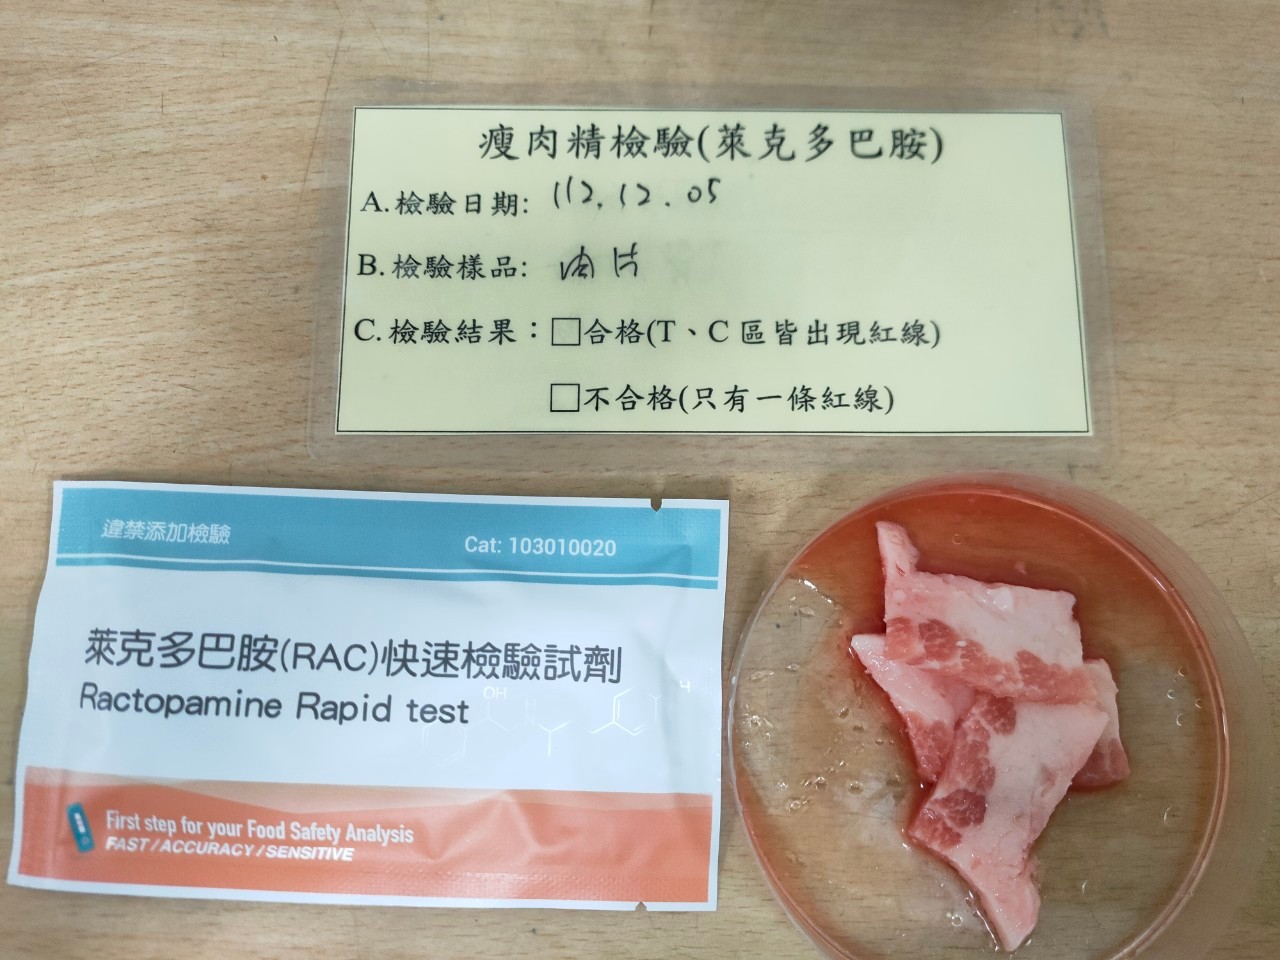 瘦肉精檢驗(萊克多巴胺)
A.檢驗日期: 112.12.05
B.檢驗樣品: 肉片
C.檢驗結果：□合格(T、C區皆出現紅線)
□不合格(只有一條紅線)
違禁添加檢驗
Cat: 103010020
萊克多巴胺(RAC)快速檢驗試劑
Ractopamine Rapid test
OH
First step for your Food Safety Analysis
FAST/ACCURACY/SENSITIVE